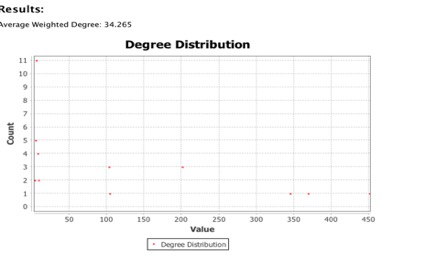 Results:
Average Weighted Degree: 34.265
Degree Distribution
11
10
9
8
7
6
5
4
3
2
1
0
Count
50 100 150 200 250 300 350 400 450
Value
Degree Distribution